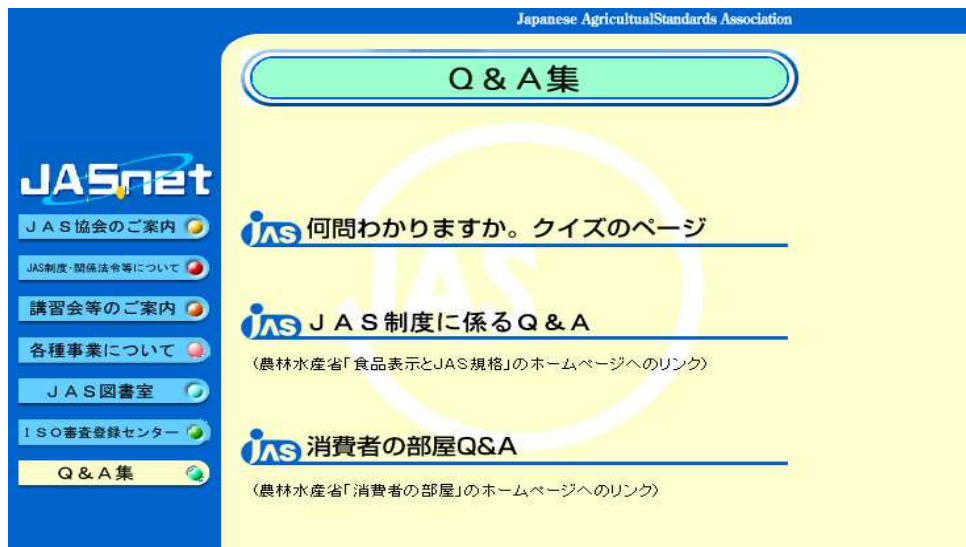 Japanese AgricultualStandards Association
Q&A集
JASnet
JAS協会のご案内
JAS制度・関係法令等について
講習会等のご案内
各種事業について
JAS図書室
ISO審査登録センター
Q&A集
JAS
jas 何問わかりますか。クイズのページ
jas JAS制度に係るQ&A
(農林水産省「食品表示とJAS規格」のホームページへのリンク)
jas 消費者の部屋Q&A
(農林水産省「消費者の部屋」のホームページへのリンク)